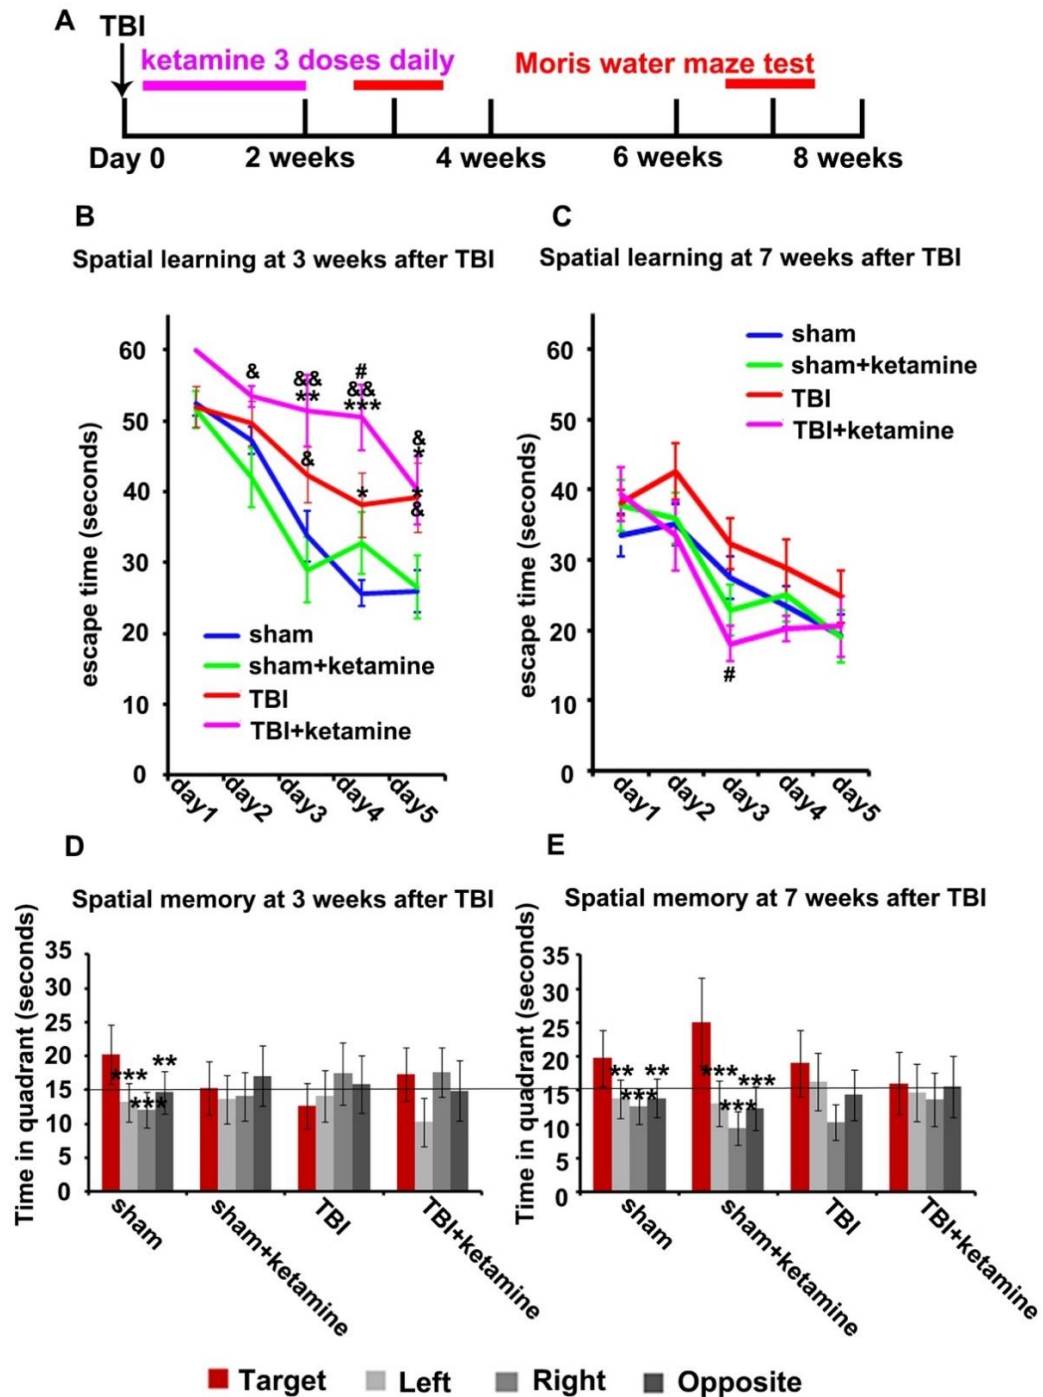 A
TBI
ketamine 3 doses daily
Moris water maze test
Day 0 2 weeks 4 weeks 6 weeks 8 weeks
B
Spatial learning at 3 weeks after TBI
escape time (seconds)
60
50
40
30
20
10
0
&
&&
**
#
&&
***
&
*
&
*
*
&
sham
sham+ketamine
TBI
TBI+ketamine
day1 day2 day3 day4 day5
C
Spatial learning at 7 weeks after TBI
escape time (seconds)
60
50
40
30
20
10
0
sham
sham+ketamine
TBI
TBI+ketamine
#
day1 day2 day3 day4 day5
D
Spatial memory at 3 weeks after TBI
Time in quadrant (seconds)
35
30
25
20
15
10
5
0
*** **
***
sham sham+ketamine TBI TBI+ketamine
E
Spatial memory at 7 weeks after TBI
Time in quadrant (seconds)
35
30
25
20
15
10
5
0
** **
***
*** ***
***
sham sham+ketamine TBI TBI+ketamine
Target Left Right Opposite